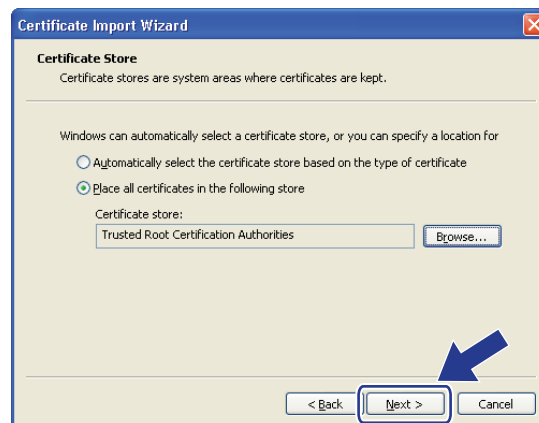 Certificate Import Wizard
Certificate Store
Certificate stores are system areas where certificates are kept.
Windows can automatically select a certificate store, or you can specify a location for
Automatically select the certificate store based on the type of certificate
Place all certificates in the following store
Certificate store:
Trusted Root Certification Authorities
Browse...
< Back Next > Cancel